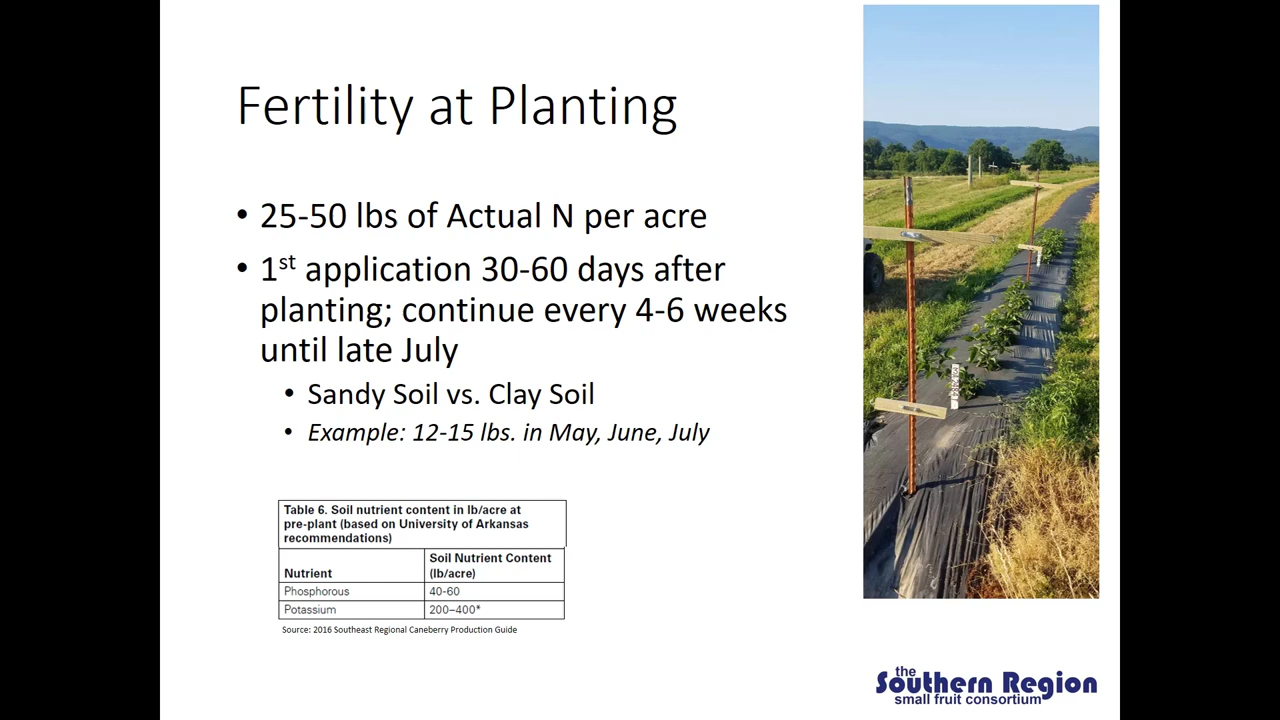 Fertility at Planting
• 25-50 lbs of Actual N per acre
• 1st application 30-60 days after
planting; continue every 4-6 weeks
until late July
• Sandy Soil vs. Clay Soil
• Example: 12-15 lbs. in May, June, July
Table 6. Soil nutrient content in lb/acre at
pre-plant (based on University of Arkansas
recommendations)
Nutrient Soil Nutrient Content
(lb/acre)
Phosphorous 40-60
Potassium 200–400*
Source: 2016 Southeast Regional Caneberry Production Guide
the
Southern Region
small fruit consortium